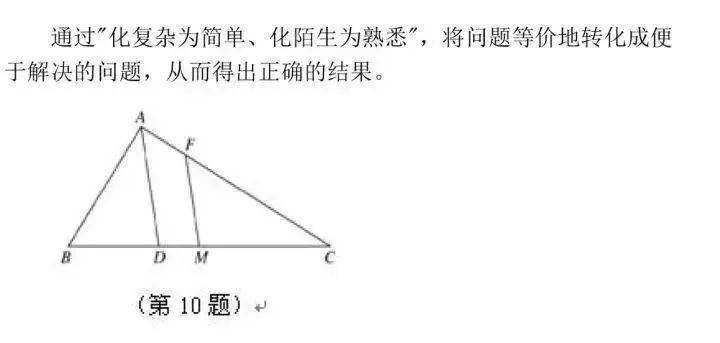 通过"化复杂为简单、化陌生为熟悉"，将问题等价地转化成便
于解决的问题，从而得出正确的结果。
A
F
B D M C
(第 10 题)